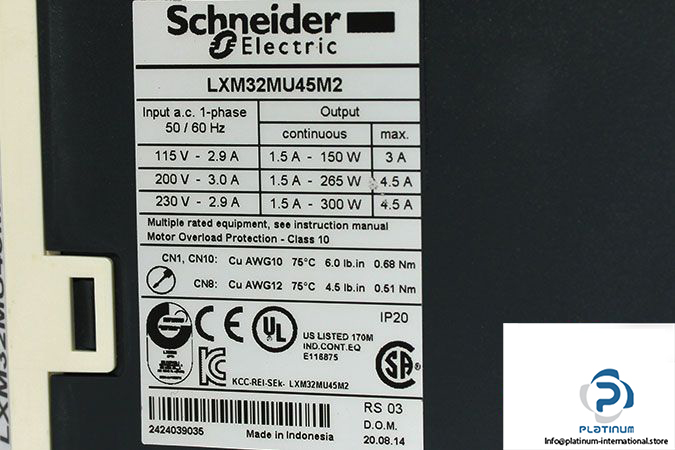 Schneider
Electric
LXM32MU45M2
Input a.c. 1-phase
50 / 60 Hz
Output
continuous
max.
115 V - 2.9 A
1.5 A - 150 W
3 A
200 V - 3.0 A
1.5 A - 265 W
4.5 A
230 V - 2.9 A
1.5 A - 300 W
4.5 A
Multiple rated equipment, see instruction manual
Motor Overload Protection - Class 10
CN1, CN10: Cu AWG10 75°C 6.0 lb.in 0.68 Nm
CN8: Cu AWG12 75°C 4.5 lb.in 0.51 Nm
IP20
CE
UL
US LISTED 170M
IND.CONT.EQ
E116875
KCC-REI-SEk- LXM32MU45M2
2424039035
Made in Indonesia
RS 03
D.O.M.
20.08.14
PLATINUM
Info@platinum-international.store